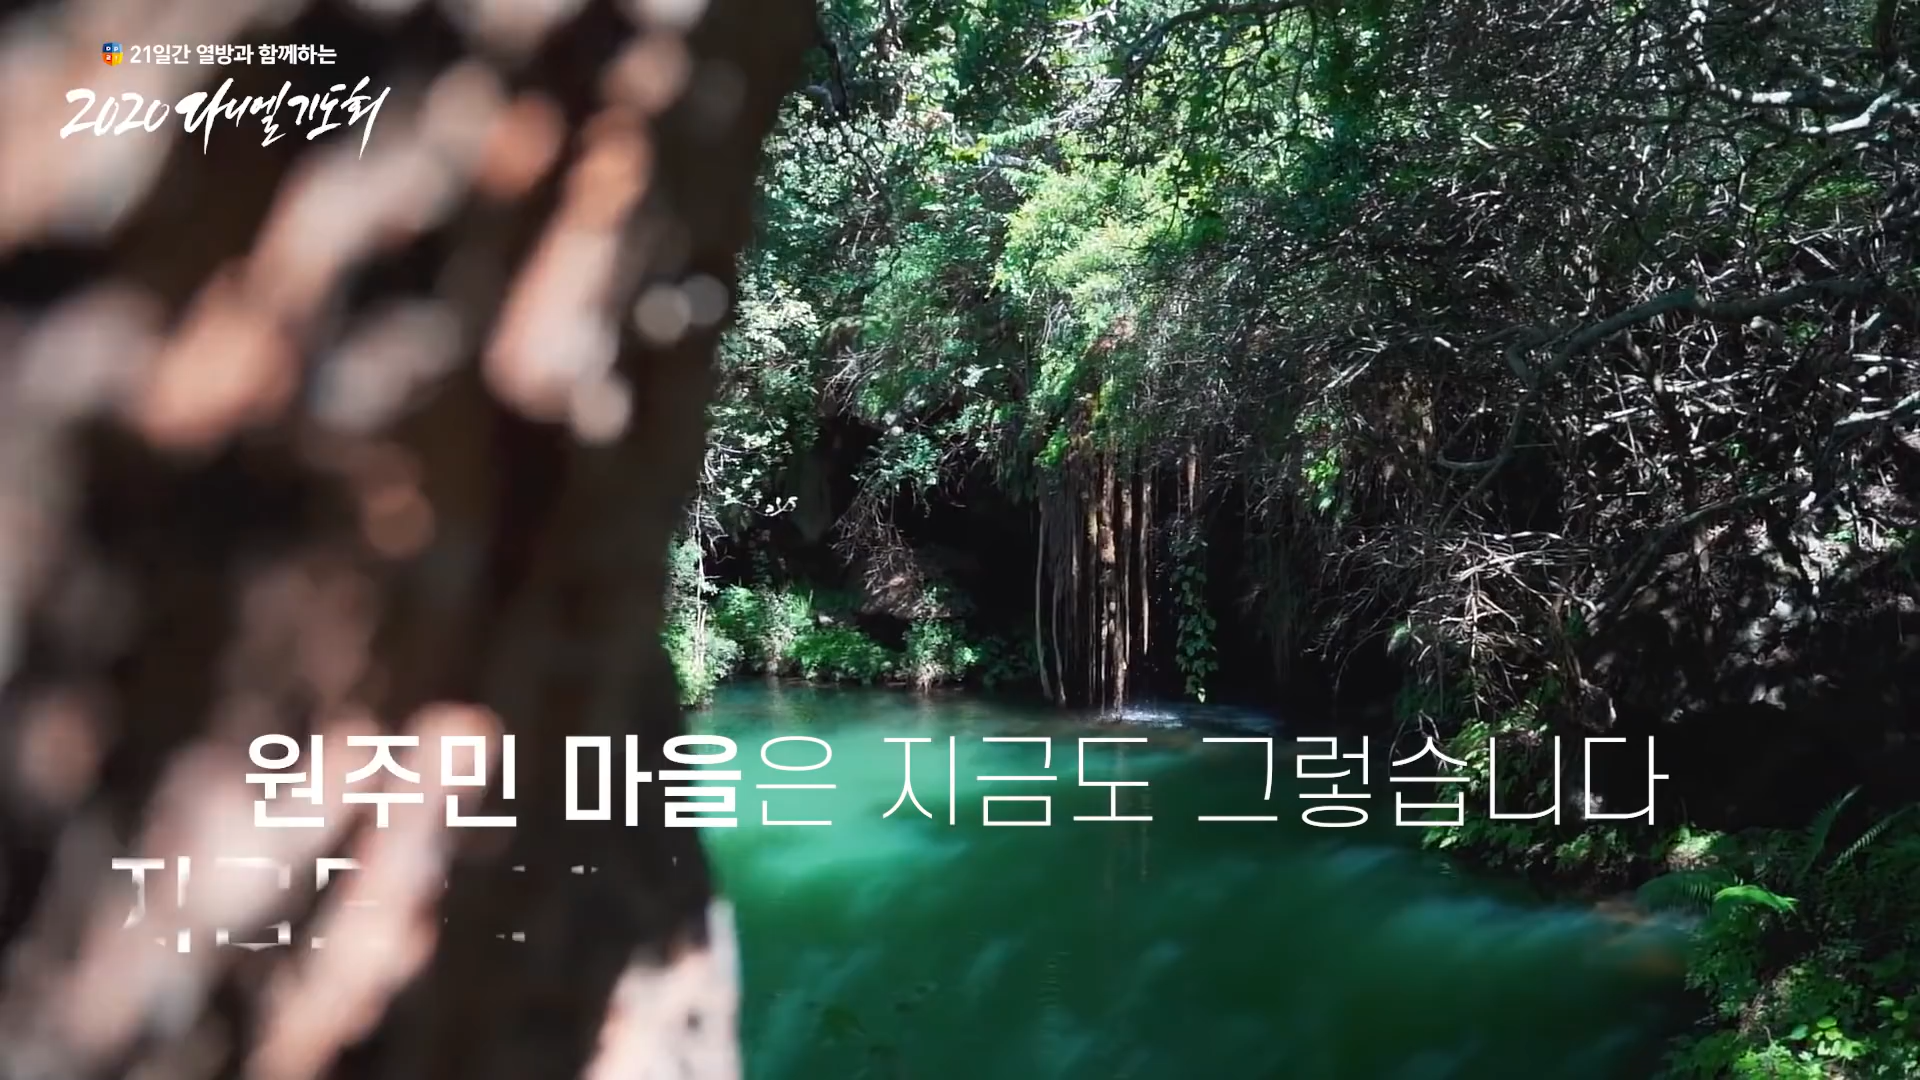 21일간 열방과 함께하는
2020 다니엘기도회
원주민 마을은 지금도 그렇습니다